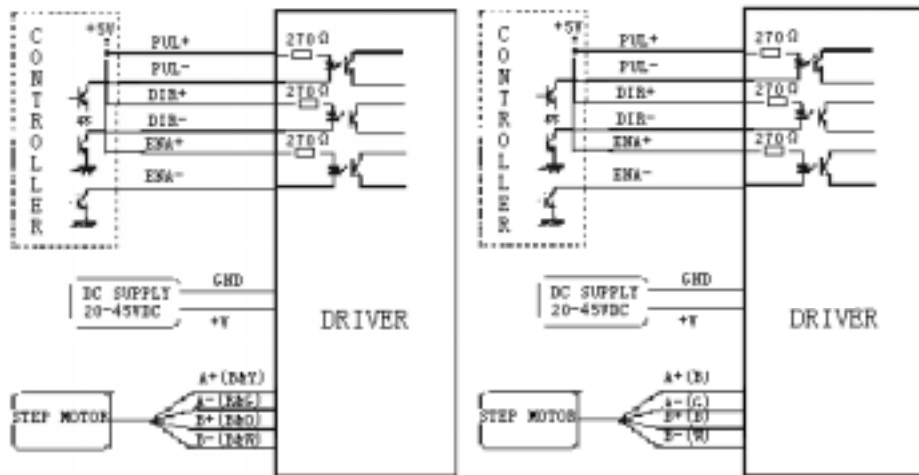 CONTROLLER
+5V
PUL+
PUL-
DIR+
DIR-
ENA+
ENA-
270Ω
270Ω
270Ω
DC SUPPLY
20-45VDC
GND
+V
DRIVER
STEP MOTOR
A+(B&Y)
A-(R&G)
B+(B&O)
B-(B&W)
CONTROLLER
+5V
PUL+
PUL-
DIR+
DIR-
ENA+
ENA-
270Ω
270Ω
270Ω
DC SUPPLY
20-45VDC
GND
+V
DRIVER
STEP MOTOR
A+(B)
A-(G)
B+(B)
B-(W)